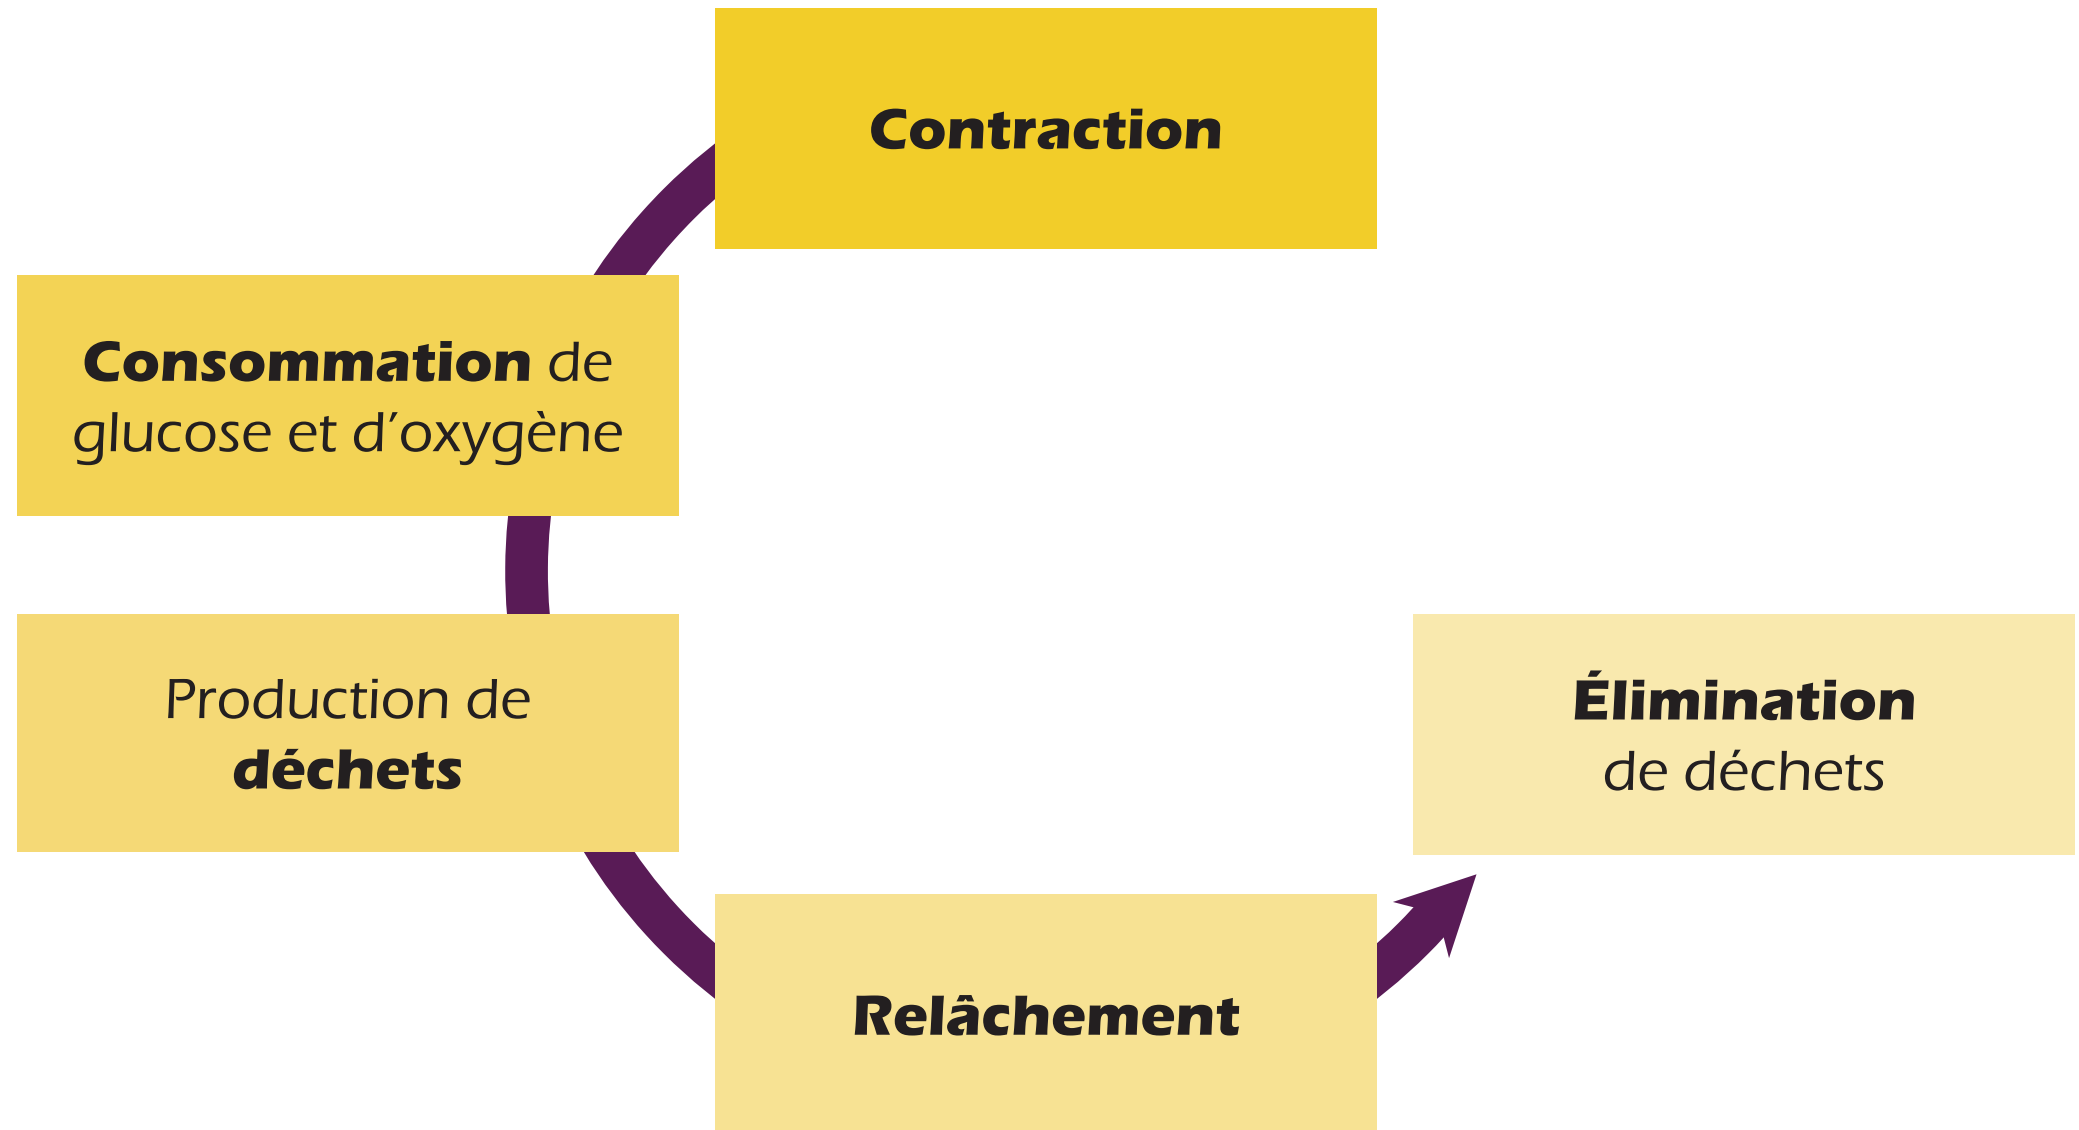 Contraction
Consommation de
glucose et d’oxygène
Production de
déchets
Relâchement
Élimination
de déchets